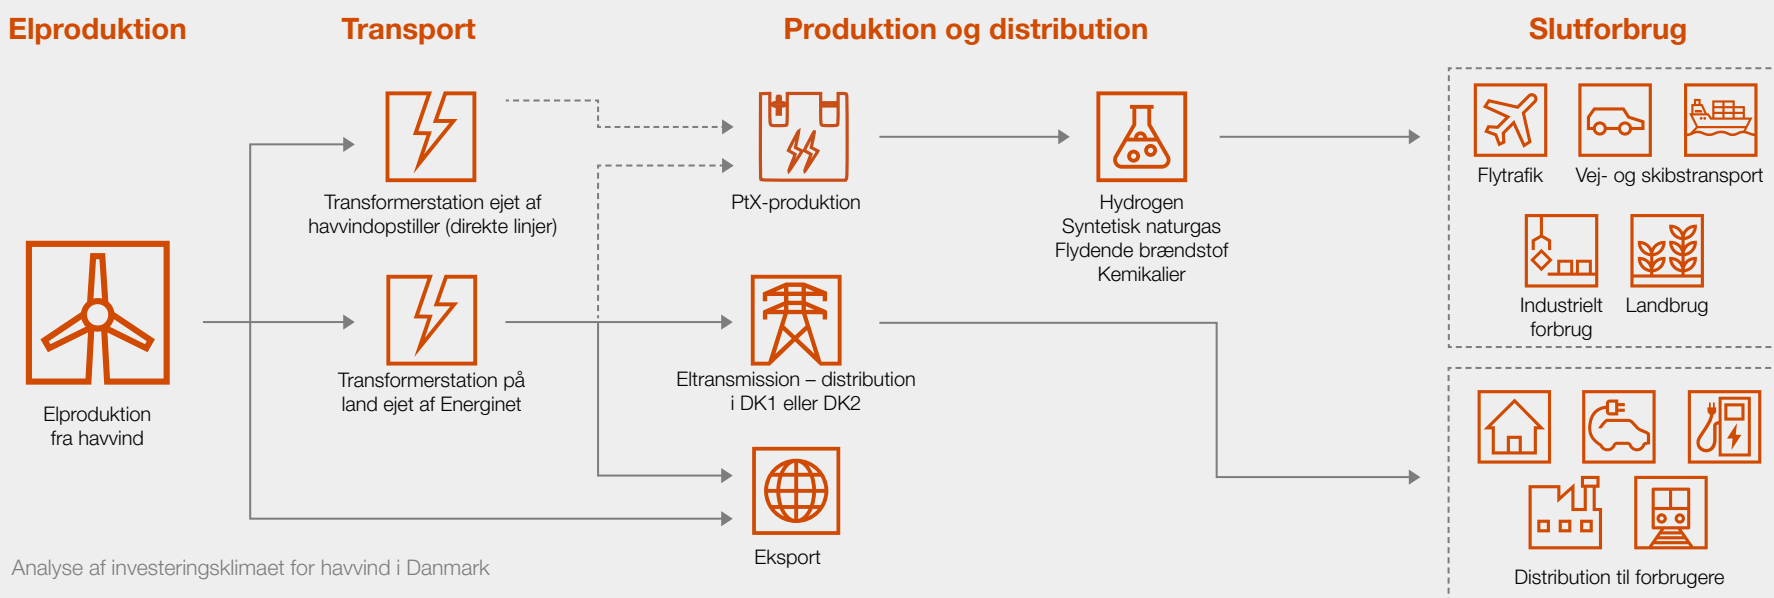 Elproduktion
Transport
Produktion og distribution
Slutforbrug
Transformerstation ejet af
havvindopstiller (direkte linjer)
PtX-produktion
Hydrogen
Syntetisk naturgas
Flydende brændstof
Kemikalier
Flytrafik
Vej- og skibstransport
Industrielt
forbrug
Landbrug
Elproduktion
fra havvind
Transformerstation på
land ejet af Energinet
Eltransmission – distribution
i DK1 eller DK2
Eksport
Distribution til forbrugere
Analyse af investeringsklimaet for havvind i Danmark